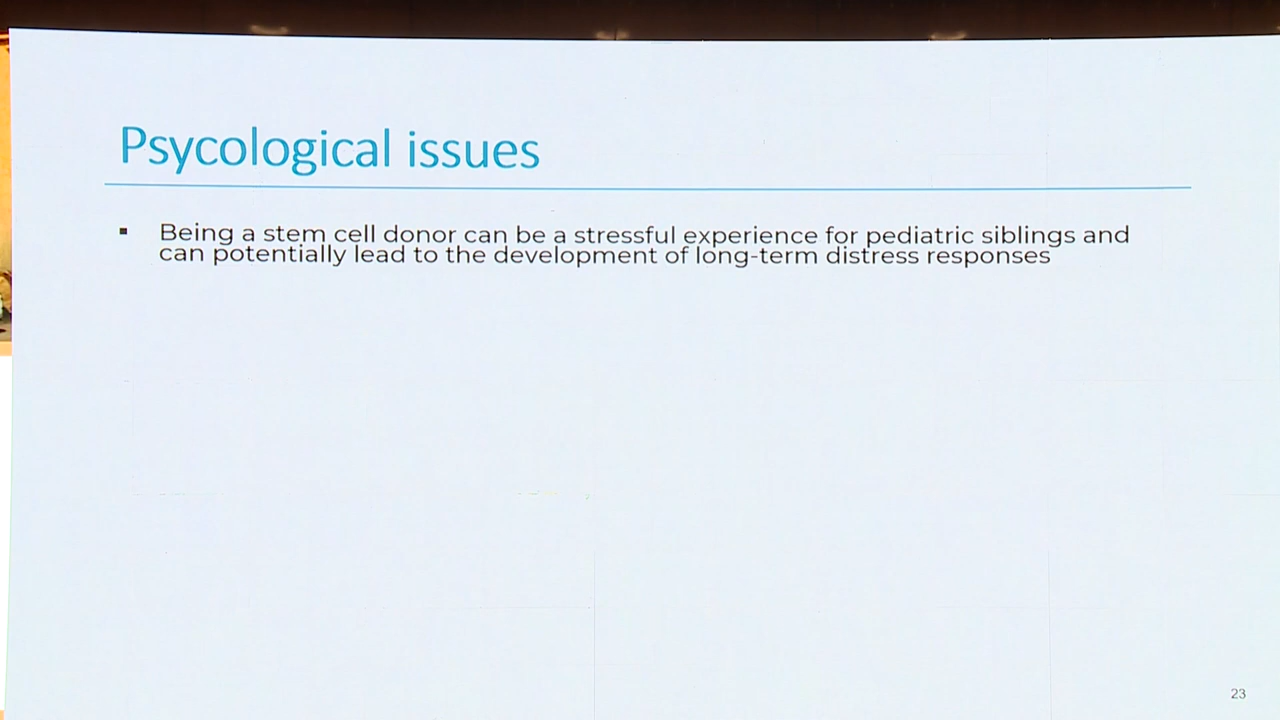 Psycological issues
▪ Being a stem cell donor can be a stressful experience for pediatric siblings and
can potentially lead to the development of long-term distress responses
23